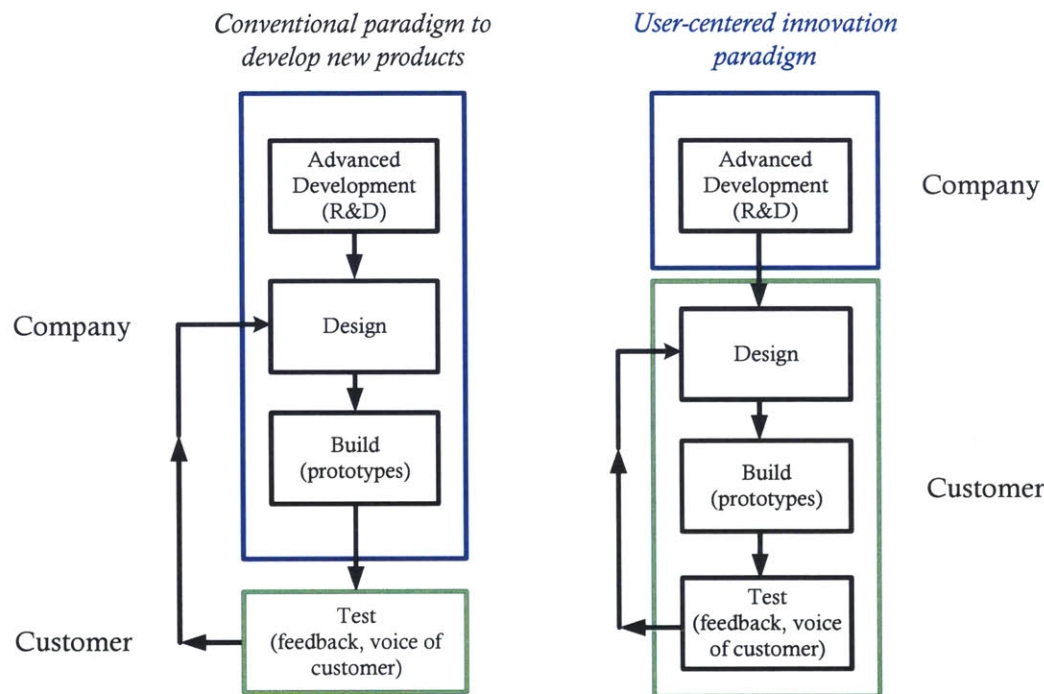 Conventional paradigm to
develop new products
Advanced
Development
(R&D)
Design
Build
(prototypes)
Test
(feedback, voice of
customer)
Company
Customer
User-centered innovation
paradigm
Advanced
Development
(R&D)
Design
Build
(prototypes)
Test
(feedback, voice
of customer)
Company
Customer